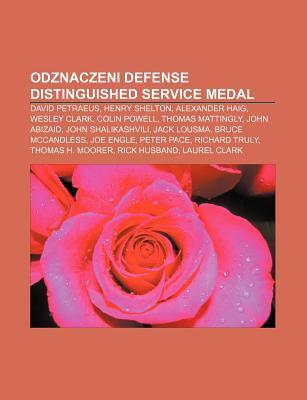 ODZNACZENI DEFENSE
DISTINGUISHED SERVICE MEDAL
DAVID PETRAEUS, HENRY SHELTON, ALEXANDER HAIG,
WESLEY CLARK, COLIN POWELL, THOMAS MATTINGLY, JOHN
ABIZAID, JOHN SHALIKASHVILI, JACK LOUSMA, BRUCE
MCCANDLESS, JOE ENGLE, PETER PACE, RICHARD TRULY,
THOMAS H. MOORER, RICK HUSBAND, LAUREL CLARK